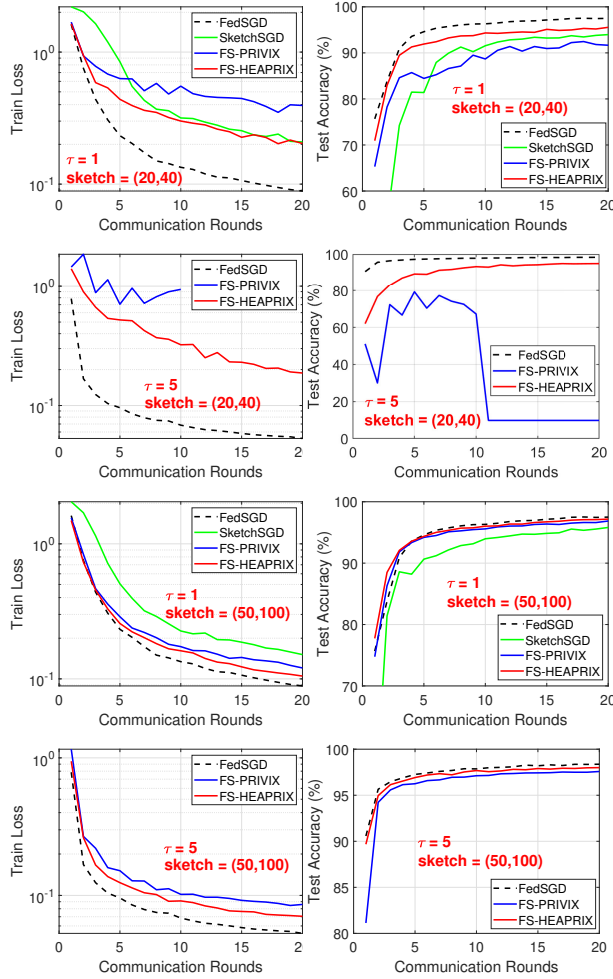 Train Loss
10^0
10^-1
0
5
10
15
20
Communication Rounds
FedSGD
SketchSGD
FS-PRIVIX
FS-HEAPRIX
τ = 1
sketch = (20,40)
Test Accuracy (%)
100
90
80
70
60
0
5
10
15
20
Communication Rounds
τ = 1
sketch = (20,40)
FedSGD
SketchSGD
FS-PRIVIX
FS-HEAPRIX
Train Loss
10^0
10^-1
0
5
10
15
20
Communication Rounds
FedSGD
FS-PRIVIX
FS-HEAPRIX
τ = 5
sketch = (20,40)
Test Accuracy (%)
100
80
60
40
20
0
0
5
10
15
20
Communication Rounds
FedSGD
FS-PRIVIX
FS-HEAPRIX
τ = 5
sketch = (20,40)
Train Loss
10^0
10^-1
0
5
10
15
20
Communication Rounds
FedSGD
SketchSGD
FS-PRIVIX
FS-HEAPRIX
τ = 1
sketch = (50,100)
Test Accuracy (%)
100
90
80
70
0
5
10
15
20
Communication Rounds
τ = 1
sketch = (50,100)
FedSGD
SketchSGD
FS-PRIVIX
FS-HEAPRIX
Train Loss
10^0
10^-1
0
5
10
15
20
Communication Rounds
FedSGD
FS-PRIVIX
FS-HEAPRIX
τ = 5
sketch = (50,100)
Test Accuracy (%)
100
95
90
85
80
0
5
10
15
20
Communication Rounds
τ = 5
sketch = (50,100)
FedSGD
FS-PRIVIX
FS-HEAPRIX